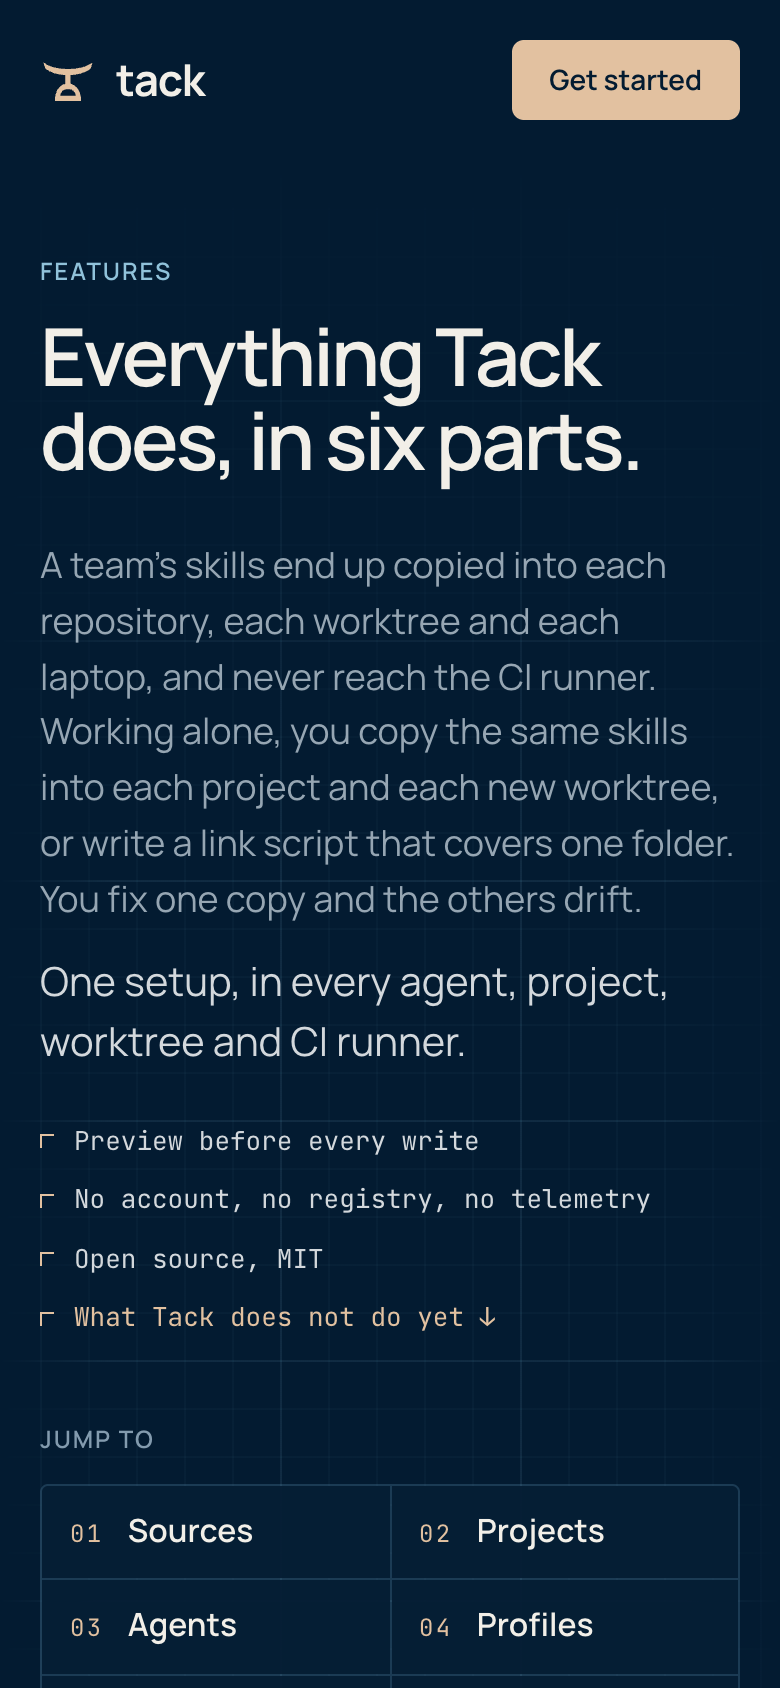 tack
Get started
FEATURES
Everything Tack
does, in six parts.
A team’s skills end up copied into each
repository, each worktree and each
laptop, and never reach the CI runner.
Working alone, you copy the same skills
into each project and each new worktree,
or write a link script that covers one folder.
You fix one copy and the others drift.
One setup, in every agent, project,
worktree and CI runner.
Preview before every write
No account, no registry, no telemetry
Open source, MIT
What Tack does not do yet ↓
JUMP TO
01 Sources
02 Projects
03 Agents
04 Profiles